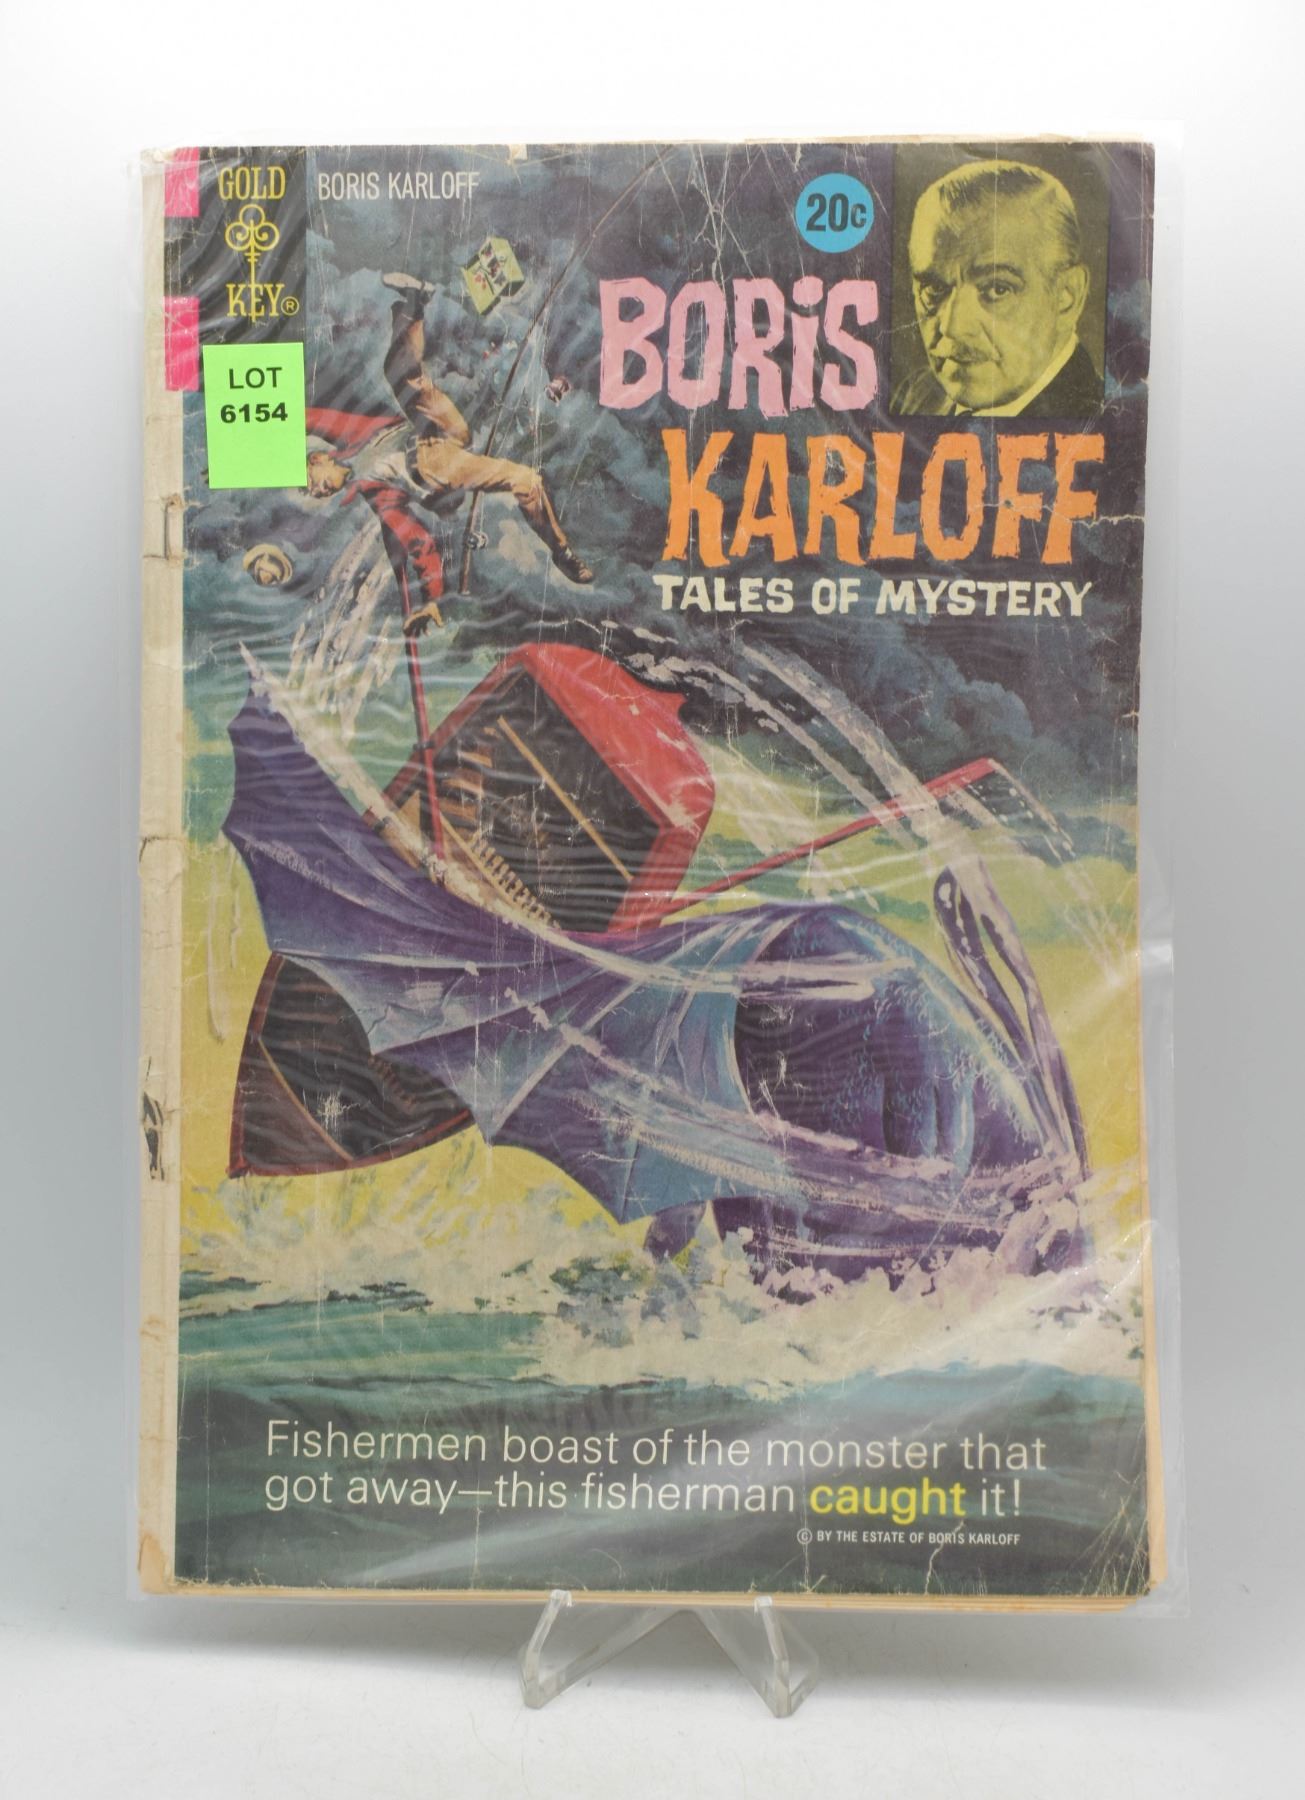 GOLD
KEY®
BORIS KARLOFF
20c
LOT
6154
BORIS
KARLOFF
TALES OF MYSTERY
Fishermen boast of the monster that
got away—this fisherman caught it!
© BY THE ESTATE OF BORIS KARLOFF